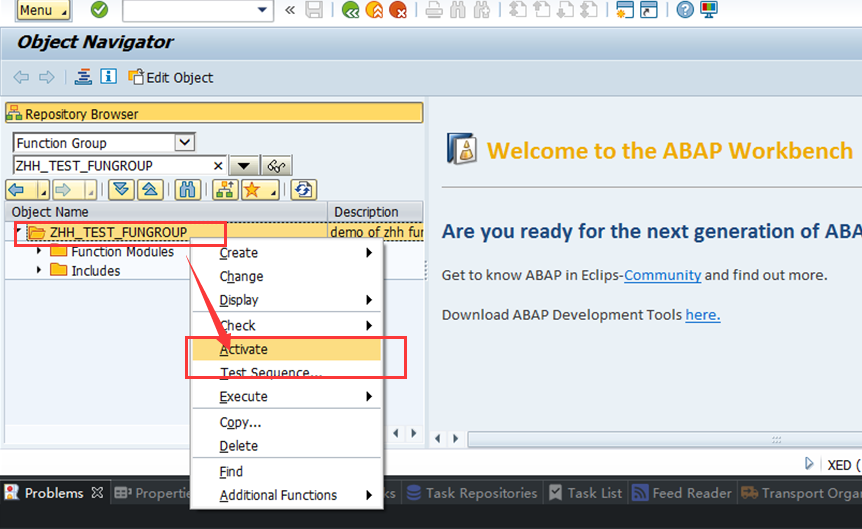 Menu
Object Navigator
Edit Object
Repository Browser
Function Group
ZHH_TEST_FUNGROUP
Object Name Description
ZHH_TEST_FUNGROUP demo of zhh fur
Function Modules
Includes
Create
Change
Display
Check
Activate
Test Sequence...
Execute
Copy...
Delete
Find
Additional Functions
Welcome to the ABAP Workbench
Are you ready for the next generation of ABA
Get to know ABAP in Eclips-Community and find out more.
Download ABAP Development Tools here.
XED (
Problems Propertie ks Task Repositories Task List Feed Reader Transport Orga